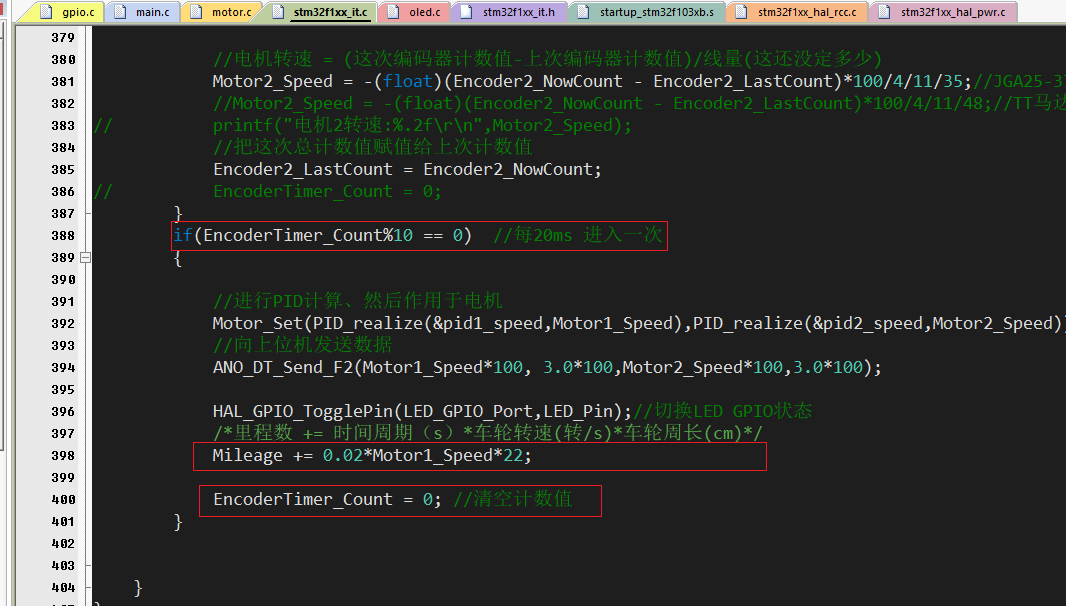 gpio.c main.c motor.c stm32f1xx_it.c oled.c stm32f1xx_it.h startup_stm32f103xb.s stm32f1xx_hal_rcc.c stm32f1xx_hal_pwr.c
379
380 //电机转速 = (这次编码器计数值-上次编码器计数值)/线量(这还没定多少)
381 Motor2_Speed = -(float)(Encoder2_NowCount - Encoder2_LastCount)*100/4/11/35;//JGA25-37
382 //Motor2_Speed = -(float)(Encoder2_NowCount - Encoder2_LastCount)*100/4/11/48;//TT马达
383 // printf("电机2转速:%.2f\r\n",Motor2_Speed);
384 //把这次总计数值赋值给上次计数值
385 Encoder2_LastCount = Encoder2_NowCount;
386 // EncoderTimer_Count = 0;
387 }
388 if(EncoderTimer_Count%10 == 0) //每20ms 进入一次
389 {
390
391 //进行PID计算、然后作用于电机
392 Motor_Set(PID_realize(&pid1_speed,Motor1_Speed),PID_realize(&pid2_speed,Motor2_Speed))
393 //向上位机发送数据
394 ANO_DT_Send_F2(Motor1_Speed*100, 3.0*100,Motor2_Speed*100,3.0*100);
395
396 HAL_GPIO_TogglePin(LED_GPIO_Port,LED_Pin);//切换LED GPIO状态
397 /*里程数 += 时间周期（s）*车轮转速(转/s)*车轮周长(cm)*/
398 Mileage += 0.02*Motor1_Speed*22;
399
400 EncoderTimer_Count = 0; //清空计数值
401 }
402
403
404 }